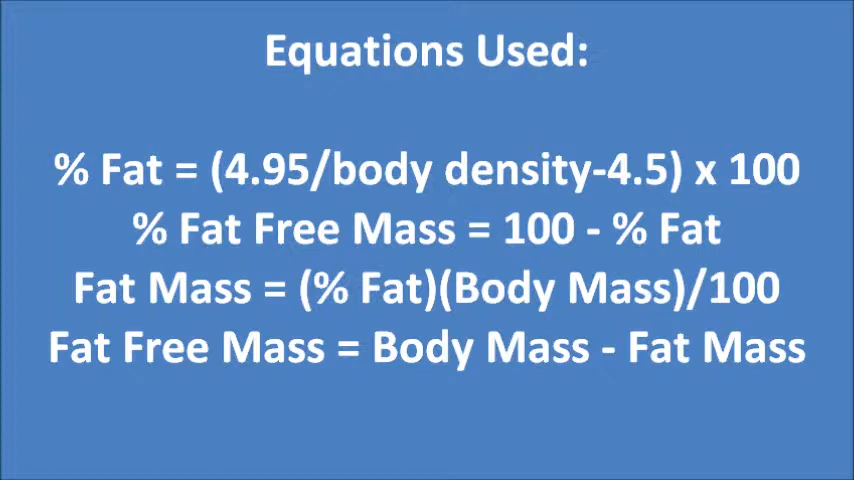 Equations Used:
% Fat = (4.95/body density-4.5) x 100
% Fat Free Mass = 100 - % Fat
Fat Mass = (% Fat)(Body Mass)/100
Fat Free Mass = Body Mass - Fat Mass